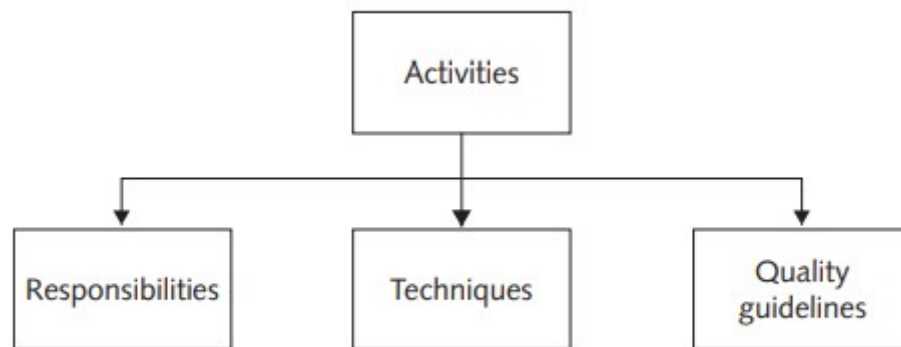 Activities
Responsibilities
Techniques
Quality
guidelines